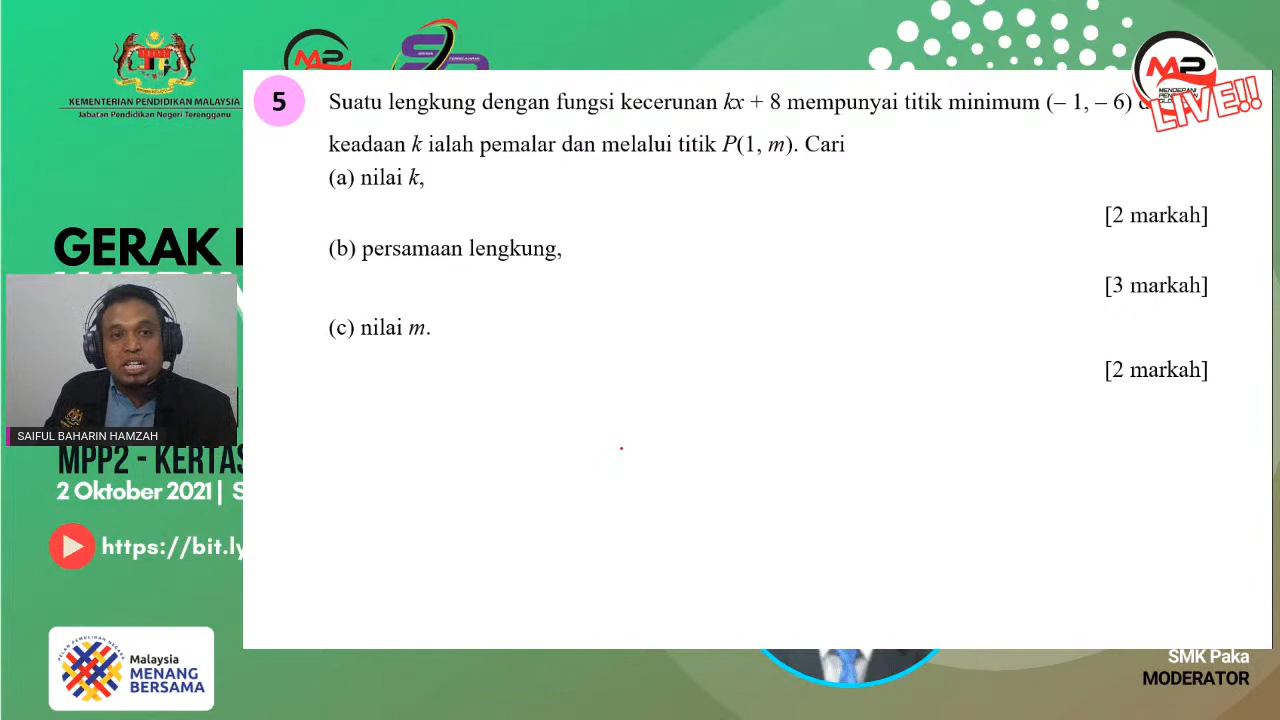 KEMENTERIAN PENDIDIKAN MALAYSIA
Jabatan Pendidikan Negeri Terengganu
MP
MP
LIVE!!
5
Suatu lengkung dengan fungsi kecerunan kx + 8 mempunyai titik minimum (– 1, – 6)
keadaan k ialah pemalar dan melalui titik P(1, m). Cari
(a) nilai k,
[2 markah]
(b) persamaan lengkung,
[3 markah]
(c) nilai m.
[2 markah]
GERAK
SAIFUL BAHARIN HAMZAH
MPP2 - KERTAS
2 Oktober 2021| S
https://bit.ly
Malaysia
MENANG
BERSAMA
SMK Paka
MODERATOR